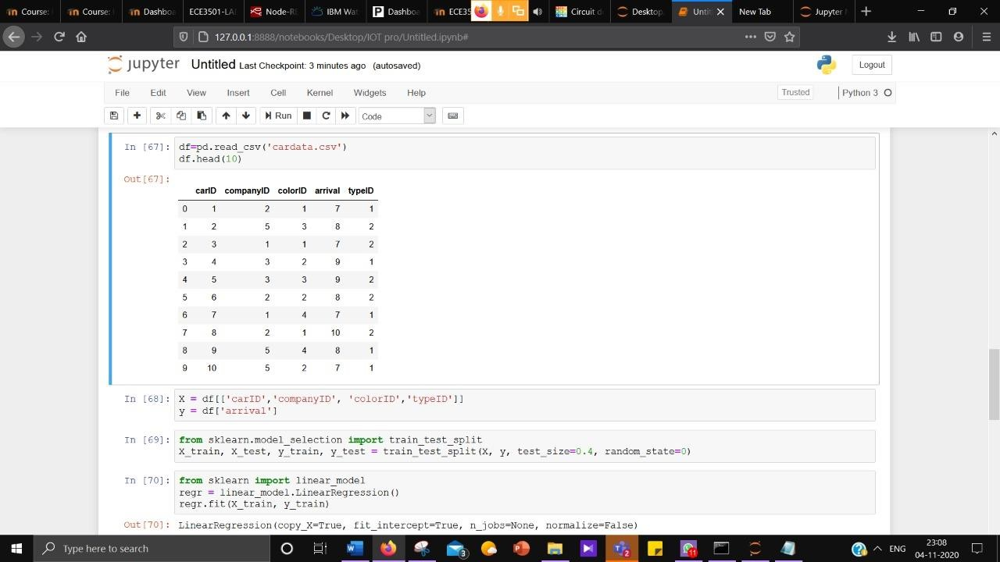 Course:
Course:
Dashboa
ECE3501-LA
Node-RE
IBM Wat
Dashboa
ECE35
Circuit d
Desktop
Untit
New Tab
Jupyter
127.0.0.1:8888/notebooks/Desktop/IOT pro/Untitled.ipynb#
jupyter Untitled Last Checkpoint: 3 minutes ago (autosaved)
Logout
File Edit View Insert Cell Kernel Widgets Help
Trusted
Python 3
Run
Code
In [67]: df=pd.read_csv('cardata.csv')
df.head(10)
Out[67]:
carID companyID colorID arrival typeID
0 1 2 1 7 1
1 2 5 3 8 2
2 3 1 1 7 2
3 4 3 2 9 1
4 5 3 3 9 2
5 6 2 2 8 2
6 7 1 4 7 1
7 8 2 1 10 2
8 9 5 4 8 1
9 10 5 2 7 1
In [68]: X = df[['carID','companyID', 'colorID','typeID']]
y = df['arrival']
In [69]: from sklearn.model_selection import train_test_split
X_train, X_test, y_train, y_test = train_test_split(X, y, test_size=0.4, random_state=0)
In [70]: from sklearn import linear_model
regr = linear_model.LinearRegression()
regr.fit(X_train, y_train)
Out[70]: LinearRegression(copy_X=True, fit_intercept=True, n_jobs=None, normalize=False)
Type here to search
3
2
11
ENG
23:08
04-11-2020